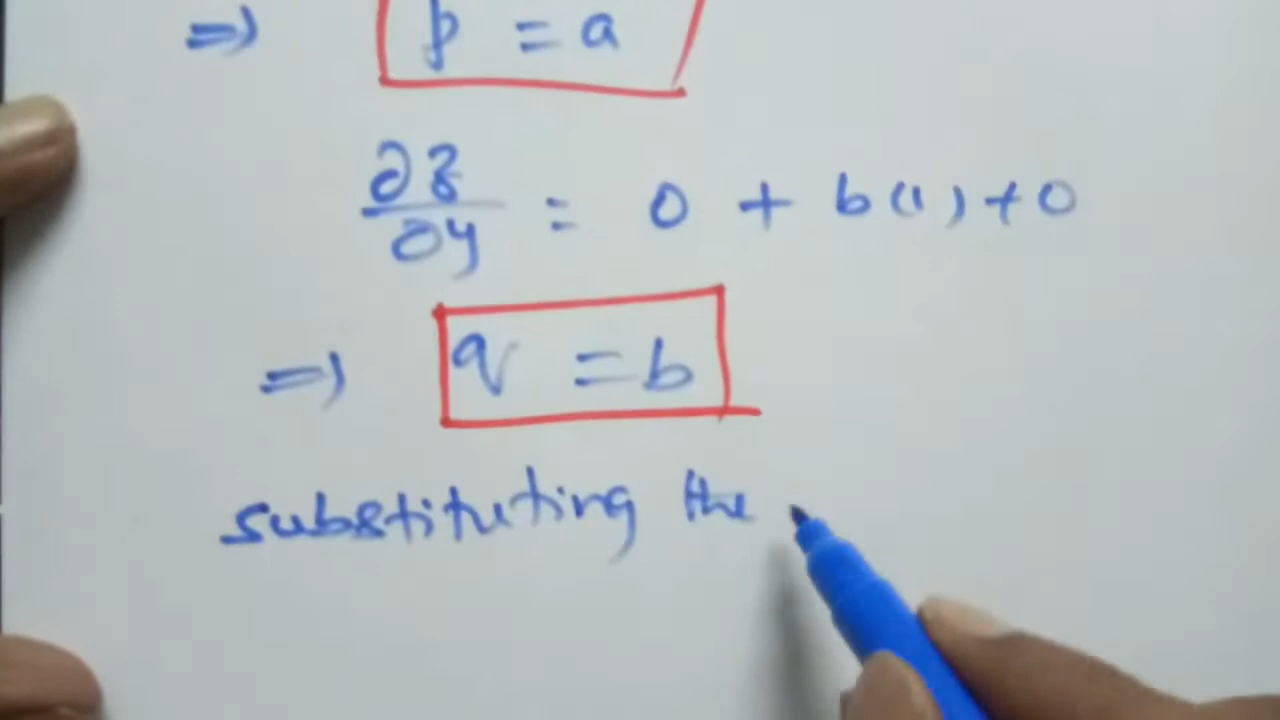 ⇒ p = a
∂z/∂y = 0 + b(1) + 0
⇒ q = b
substituting the